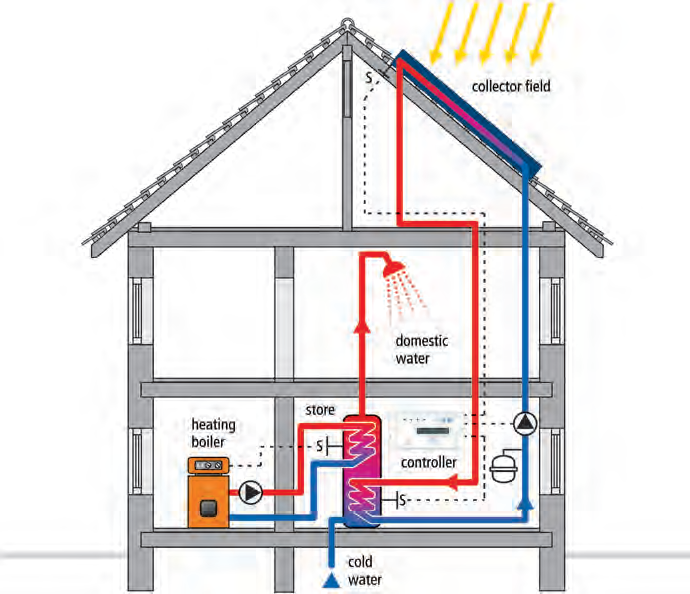 S
collector field
domestic
water
store
heating
boiler
S
controller
S
cold
water